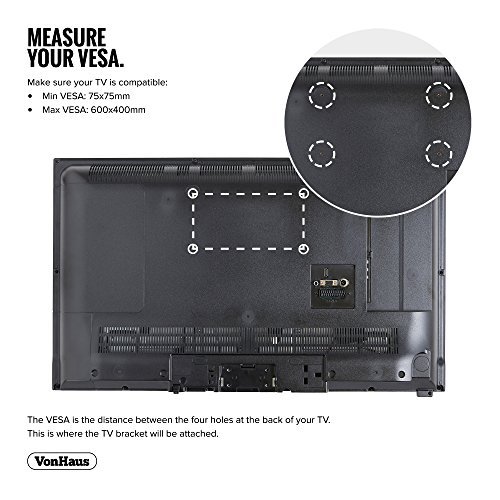 MEASURE
YOUR VESA.
Make sure your TV is compatible:
• Min VESA: 75x75mm
• Max VESA: 600x400mm
The VESA is the distance between the four holes at the back of your TV.
This is where the TV bracket will be attached.
VonHaus